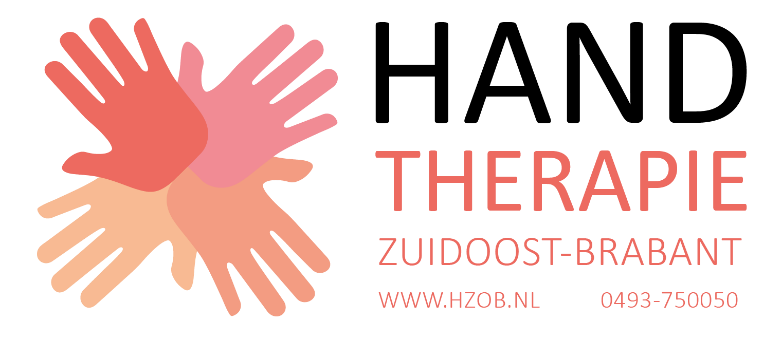 HAND
THERAPIE
ZUIDOOST-BRABANT
WWW.HZOB.NL 0493-750050